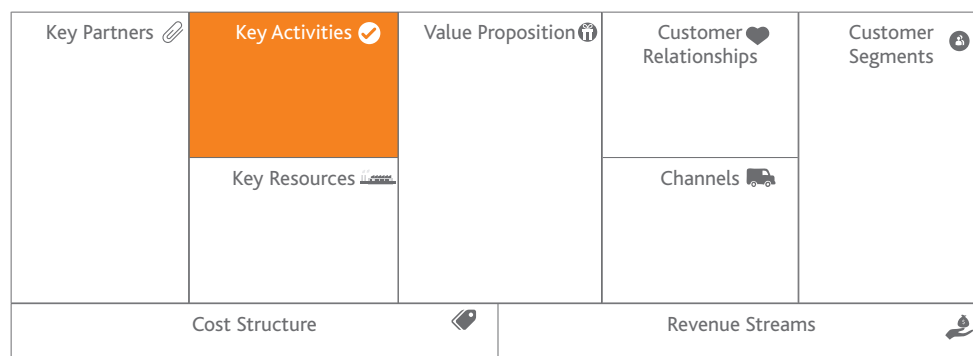 Key Partners
Key Activities
Value Proposition
Customer
Relationships
Customer
Segments
Key Resources
Channels
Cost Structure
Revenue Streams